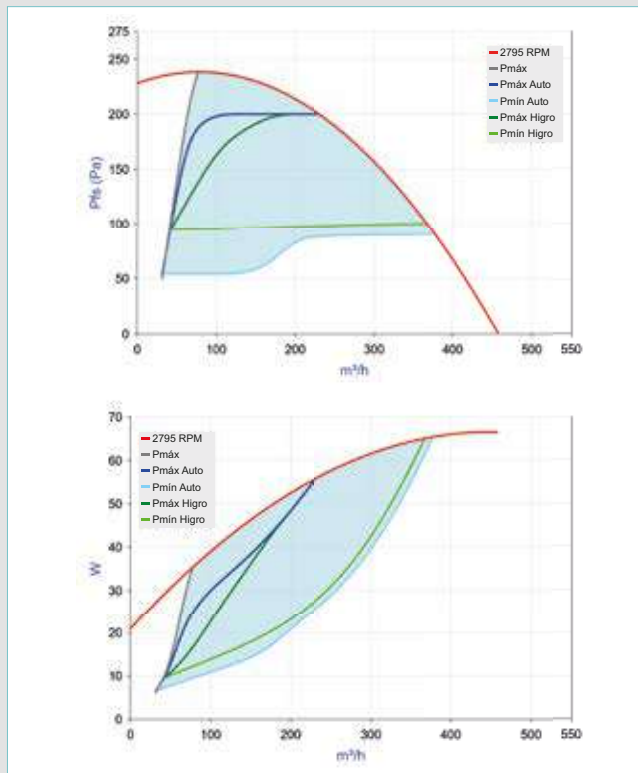 275
250
200
150
100
50
0
Pfs (Pa)
2795 RPM
Pmáx
Pmáx Auto
Pmín Auto
Pmáx Higro
Pmín Higro
0 100 200 300 400 500 550
m³/h
70
60
50
40
30
20
10
0
W
2795 RPM
Pmáx
Pmáx Auto
Pmín Auto
Pmáx Higro
Pmín Higro
0 100 200 300 400 500 550
m³/h